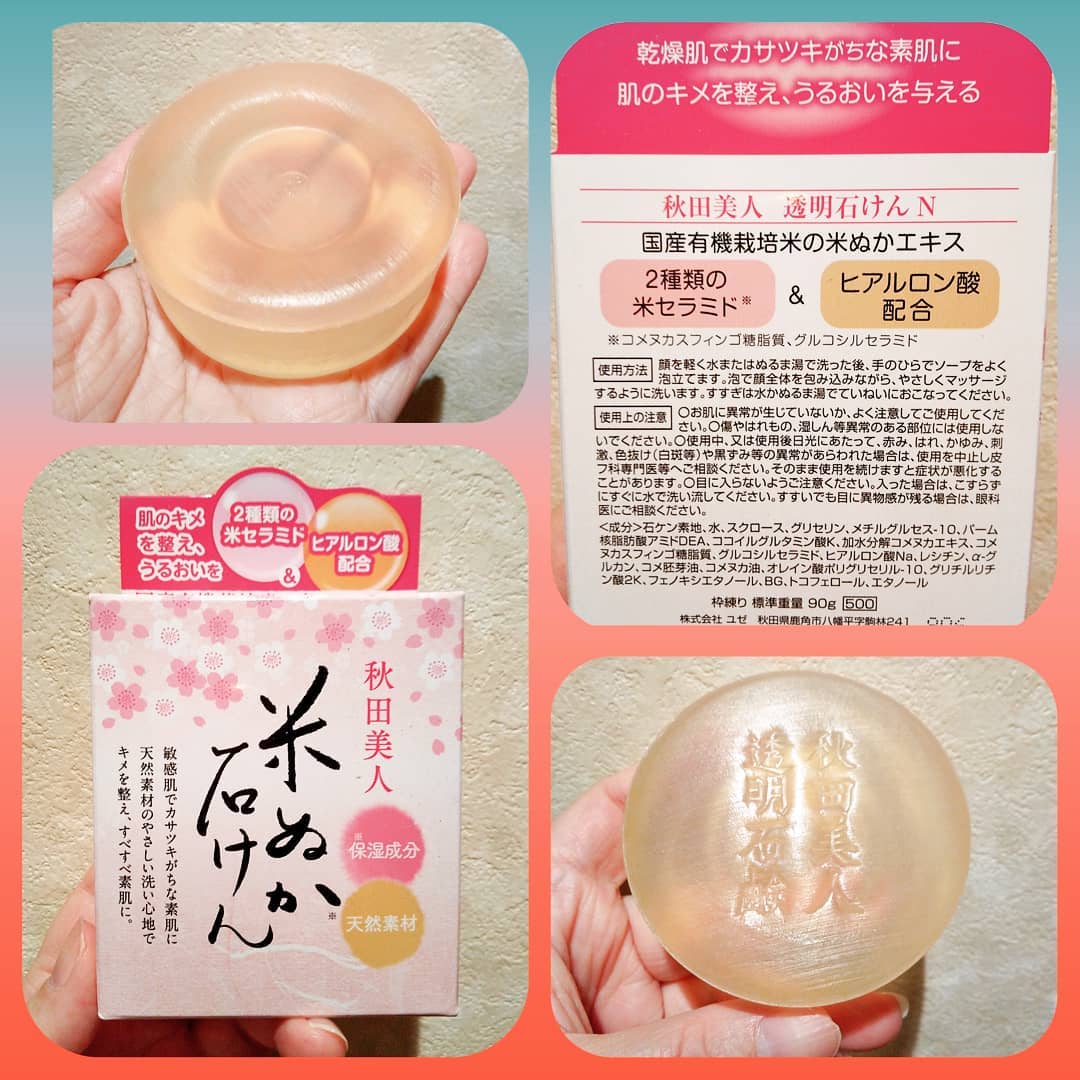 乾燥肌でカサツキがちな素肌に
肌のキメを整え、うるおいを与える
秋田美人 透明石けん N
国産有機栽培米の米ぬかエキス
2種類の
米セラミド※
&
ヒアルロン酸
配合
※コメヌカスフィンゴ糖脂質、グルコシルセラミド
使用方法 顔を軽く水またはぬるま湯で洗った後、手のひらでソープをよく
泡立てます。泡で顔全体を包み込みながら、やさしくマッサージ
するように洗います。すすぎは水かぬるま湯でていねいにおこなってください。
使用上の注意 〇お肌に異常が生じていないか、よく注意してご使用してくだ
さい。〇傷やはれもの、湿しん等異常のある部位には使用しな
いでください。〇使用中、又は使用後日光にあたって、赤み、はれ、かゆみ、刺
激、色抜け(白斑等)や黒ずみ等の異常があらわれた場合は、使用を中止し皮
フ科専門医等へご相談ください。そのまま使用を続けますと症状が悪化する
ことがあります。〇目に入らないようご注意ください。入った場合は、こすらず
にすぐに水で洗い流してください。すすいでも目に異物感が残る場合は、眼科
医にご相談ください。
<成分>石ケン素地、水、スクロース、グリセリン、メチルグルセス-10、パーム
核脂肪酸アミドDEA、ココイルグルタミン酸K、加水分解コメヌカエキス、コメ
ヌカスフィンゴ糖脂質、グルコシルセラミド、ヒアルロン酸Na、レシチン、α-グ
ルカン、コメ胚芽油、コメヌカ油、オレイン酸ポリグリセリル-10、グリチルリチ
ン酸2K、フェノキシエタノール、BG、トコフェロール、エタノール
枠練り 標準重量 90g 500
株式会社 ユゼ 秋田県鹿角市八幡平字駒林241
肌のキメ
を整え、
うるおいを
2種類の
米セラミド
&
ヒアルロン酸
配合
秋田美人
米ぬか※
石けん
※保湿成分
天然素材
敏感肌でカサツキがちな素肌に
天然素材のやさしい洗い心地で
キメを整え、すべすべ素肌に。
秋田美人
透明石鹸